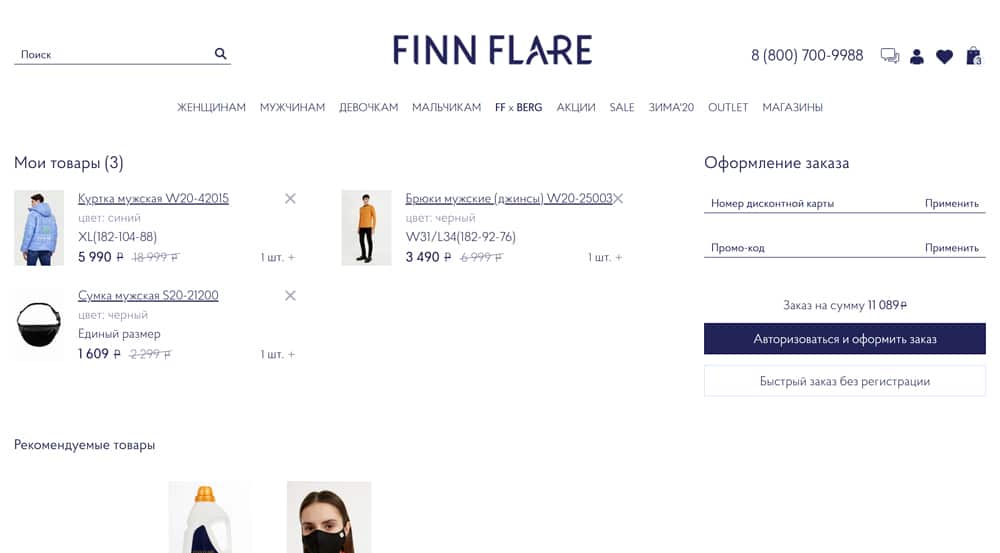 Поиск
FINN FLARE
8 (800) 700-9988
3
ЖЕНЩИНАМ МУЖЧИНАМ ДЕВОЧКАМ МАЛЬЧИКАМ FF x BERG АКЦИИ SALE ЗИМА'20 OUTLET МАГАЗИНЫ
Мои товары (3)
Куртка мужская W20-42015
цвет: синий
XL(182-104-88)
5 990 ₽ 18 999 ₽
1 шт. +
Брюки мужские (джинсы) W20-25003
цвет: черный
W31/L34(182-92-76)
3 490 ₽ 6 999 ₽
1 шт. +
Сумка мужская S20-21200
цвет: черный
Единый размер
1 609 ₽ 2 299 ₽
1 шт. +
Оформление заказа
Номер дисконтной карты Применить
Промо-код Применить
Заказ на сумму 11 089 ₽
Авторизоваться и оформить заказ
Быстрый заказ без регистрации
Рекомендуемые товары